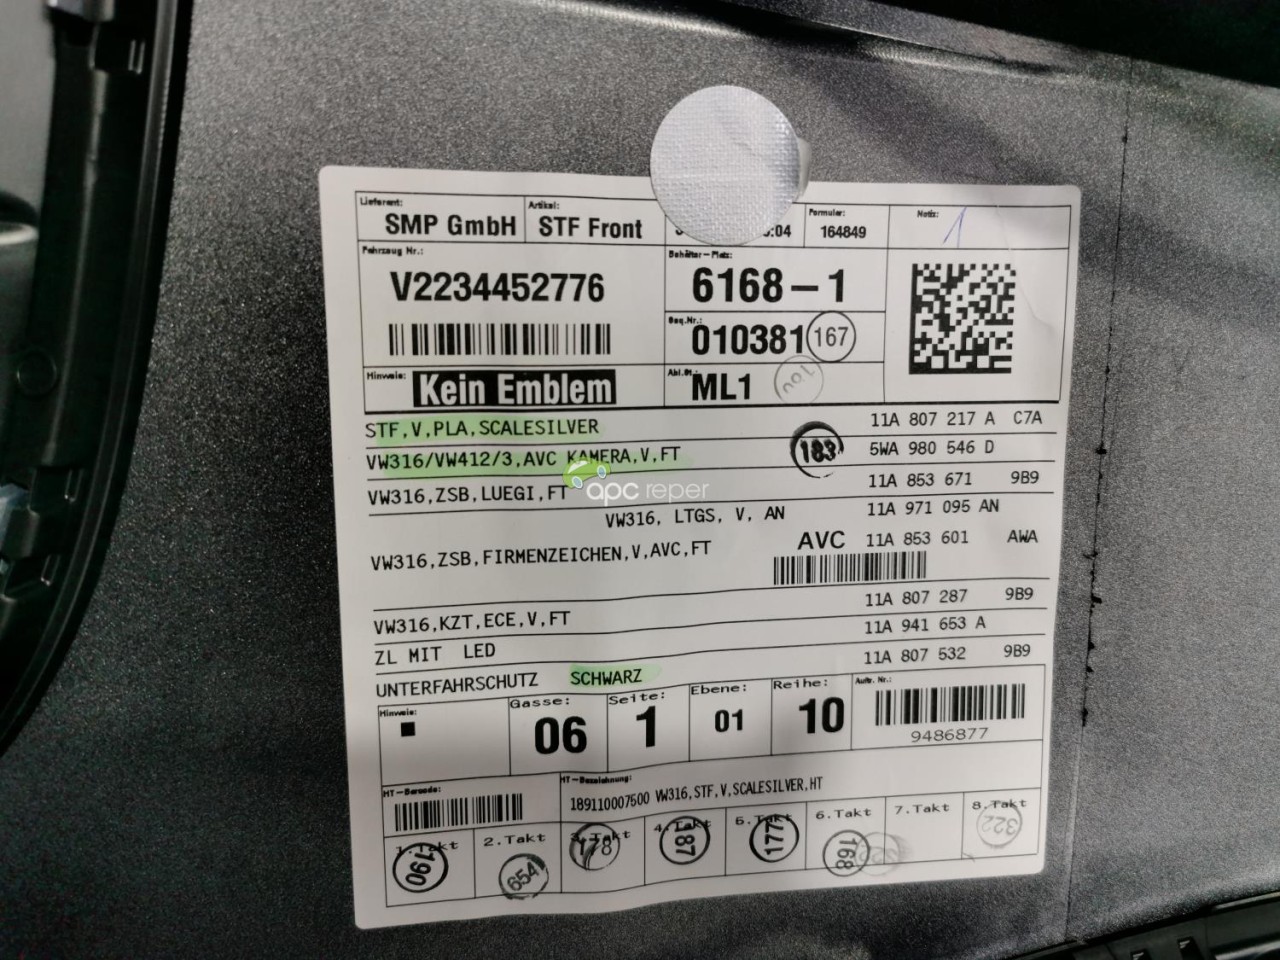 Lieferant: Artikel: Formular: Notiz:
SMP GmbH STF Front :04 164849 1
Fahrzeug Nr.: Behälter-Platz:
V2234452776 6168-1
Seq.Nr.:
010381 167
Hinweis: Kein Emblem ML1
STF,V,PLA,SCALESILVER 11A 807 217 A C7A
VW316/VW412/3,AVC KAMERA,V,FT 183 5WA 980 546 D
VW316,ZSB,LUEGI,FT 11A 853 671 9B9
apc reper
VW316, LTGS, V, AN 11A 971 095 AN
VW316,ZSB,FIRMENZEICHEN,V,AVC,FT AVC 11A 853 601 AWA
VW316,KZT,ECE,V,FT 11A 807 287 9B9
ZL MIT LED 11A 941 653 A
UNTERFAHRSCHUTZ SCHWARZ 11A 807 532 9B9
Hinweis: Gasse: Seite: Ebene: Reihe: Auftr. Nr.:
06 1 01 10
9486877
HT-Barcode: HT-Bezeichnung:
189110007500 VW316,STF,V,SCALESILVER,HT
1. Takt 2.Takt 3.Takt 4.Takt 5.Takt 6.Takt 7.Takt 8.Takt
190 654 178 187 177 168 322